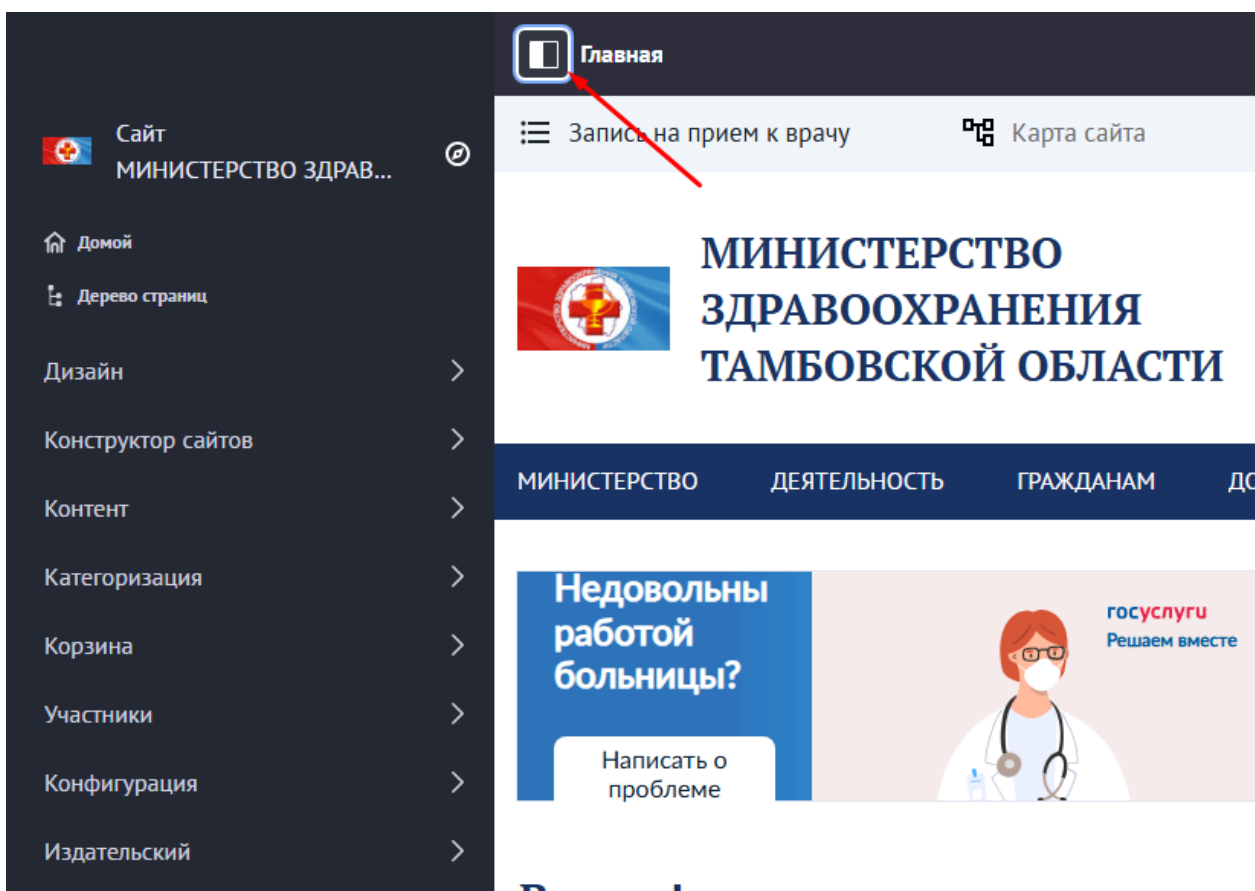 Главная
Сайт
МИНИСТЕРСТВО ЗДРАВ...
Домой
Дерево страниц
Дизайн
Конструктор сайтов
Контент
Категоризация
Корзина
Участники
Конфигурация
Издательский
Запись на прием к врачу
Карта сайта
МИНИСТЕРСТВО
ЗДРАВООХРАНЕНИЯ
ТАМБОВСКОЙ ОБЛАСТИ
МИНИСТЕРСТВО ДЕЯТЕЛЬНОСТЬ ГРАЖДАНАМ ДО
Недовольны
работой
больницы?
Написать о
проблеме
госуслуги
Решаем вместе